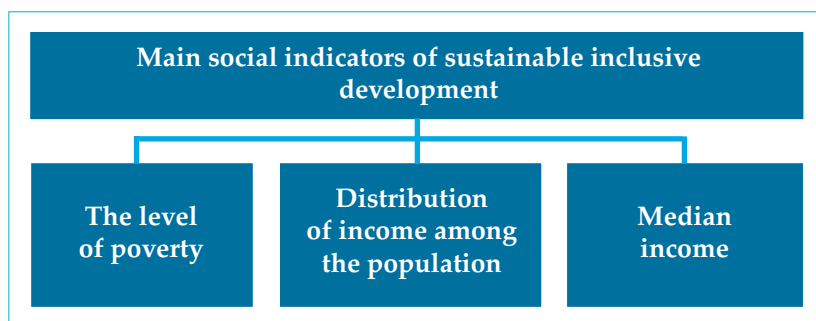 Main social indicators of sustainable inclusive
development
The level
of poverty
Distribution
of income among
the population
Median
income